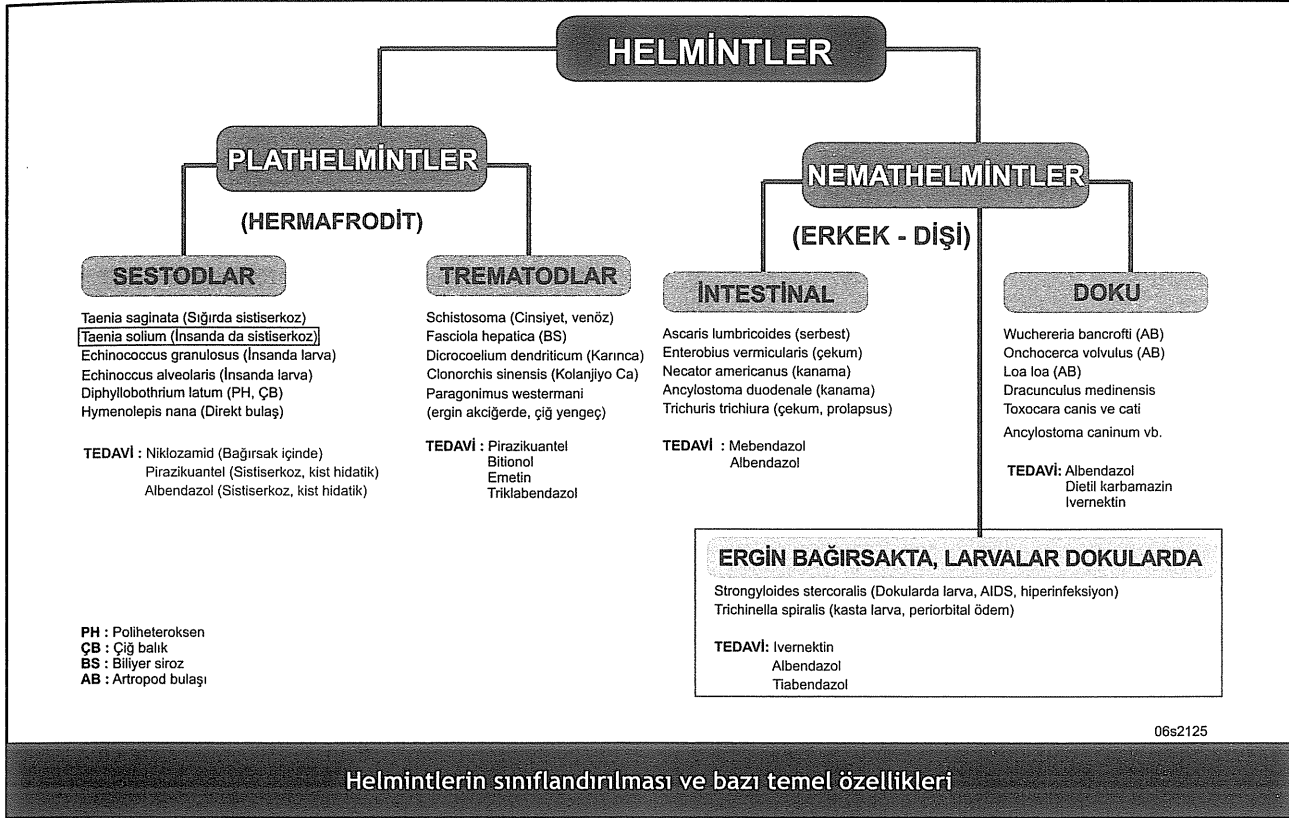 HELMİNTLER
PLATHELMİNTLER
(HERMAFRODİT)
SESTODLAR
Taenia saginata (Sığırda sistiserkoz)
Taenia solium (İnsanda da sistiserkoz)
Echinococcus granulosus (İnsanda larva)
Echinoccus alveolaris (İnsanda larva)
Diphyllobothrium latum (PH, ÇB)
Hymenolepis nana (Direkt bulaş)
TEDAVİ : Niklozamid (Bağırsak içinde)
Pirazikuantel (Sistiserkoz, kist hidatik)
Albendazol (Sistiserkoz, kist hidatik)
TREMATODLAR
Schistosoma (Cinsiyet, venöz)
Fasciola hepatica (BS)
Dicrocoelium dendriticum (Karınca)
Clonorchis sinensis (Kolanjiyo Ca)
Paragonimus westermani
(ergin akciğerde, çiğ yengeç)
TEDAVİ : Pirazikuantel
Bitionol
Emetin
Triklabendazol
NEMATHELMİNTLER
(ERKEK - DİŞİ)
İNTESTİNAL
Ascaris lumbricoides (serbest)
Enterobius vermicularis (çekum)
Necator americanus (kanama)
Ancylostoma duodenale (kanama)
Trichuris trichiura (çekum, prolapsus)
TEDAVİ : Mebendazol
Albendazol
DOKU
Wuchereria bancrofti (AB)
Onchocerca volvulus (AB)
Loa loa (AB)
Dracunculus medinensis
Toxocara canis ve cati
Ancylostoma caninum vb.
TEDAVİ: Albendazol
Dietil karbamazin
Ivernektin
ERGİN BAĞIRSAKTA, LARVALAR DOKULARDA
Strongyloides stercoralis (Dokularda larva, AIDS, hiperinfeksiyon)
Trichinella spiralis (kasta larva, periorbital ödem)
TEDAVİ: Ivernektin
Albendazol
Tiabendazol
PH : Poliheteroksen
ÇB : Çiğ balık
BS : Biliyer siroz
AB : Artropod bulaşı
06s2125
Helmintlerin sınıflandırılması ve bazı temel özellikleri